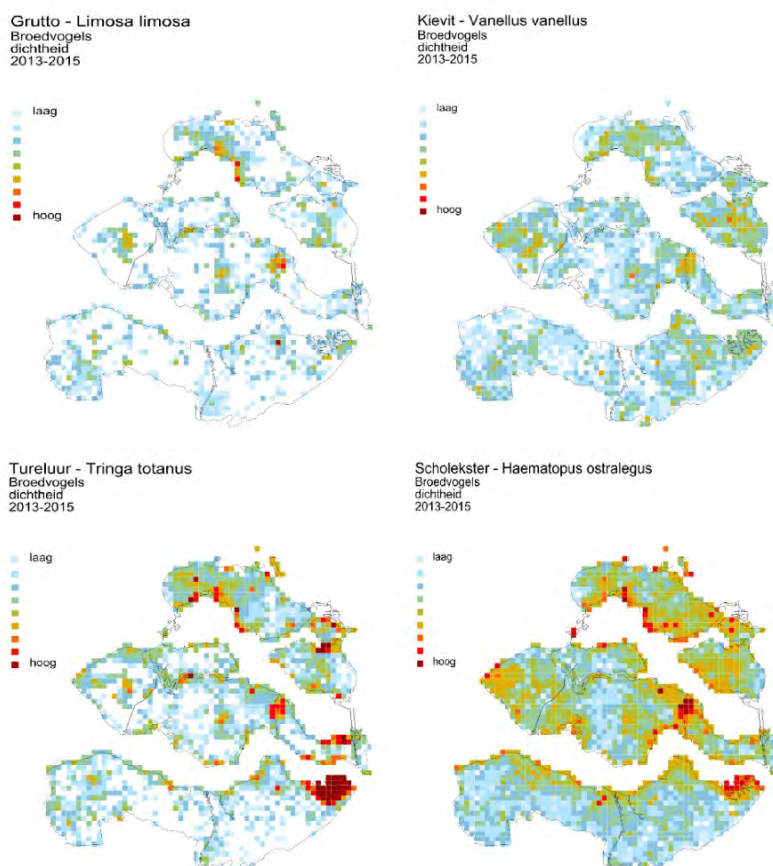 Grutto - Limosa limosa
Broedvogels
dichtheid
2013-2015
laag
hoog
Kievit - Vanellus vanellus
Broedvogels
dichtheid
2013-2015
laag
hoog
Tureluur - Tringa totanus
Broedvogels
dichtheid
2013-2015
laag
hoog
Scholekster - Haematopus ostralegus
Broedvogels
dichtheid
2013-2015
laag
hoog